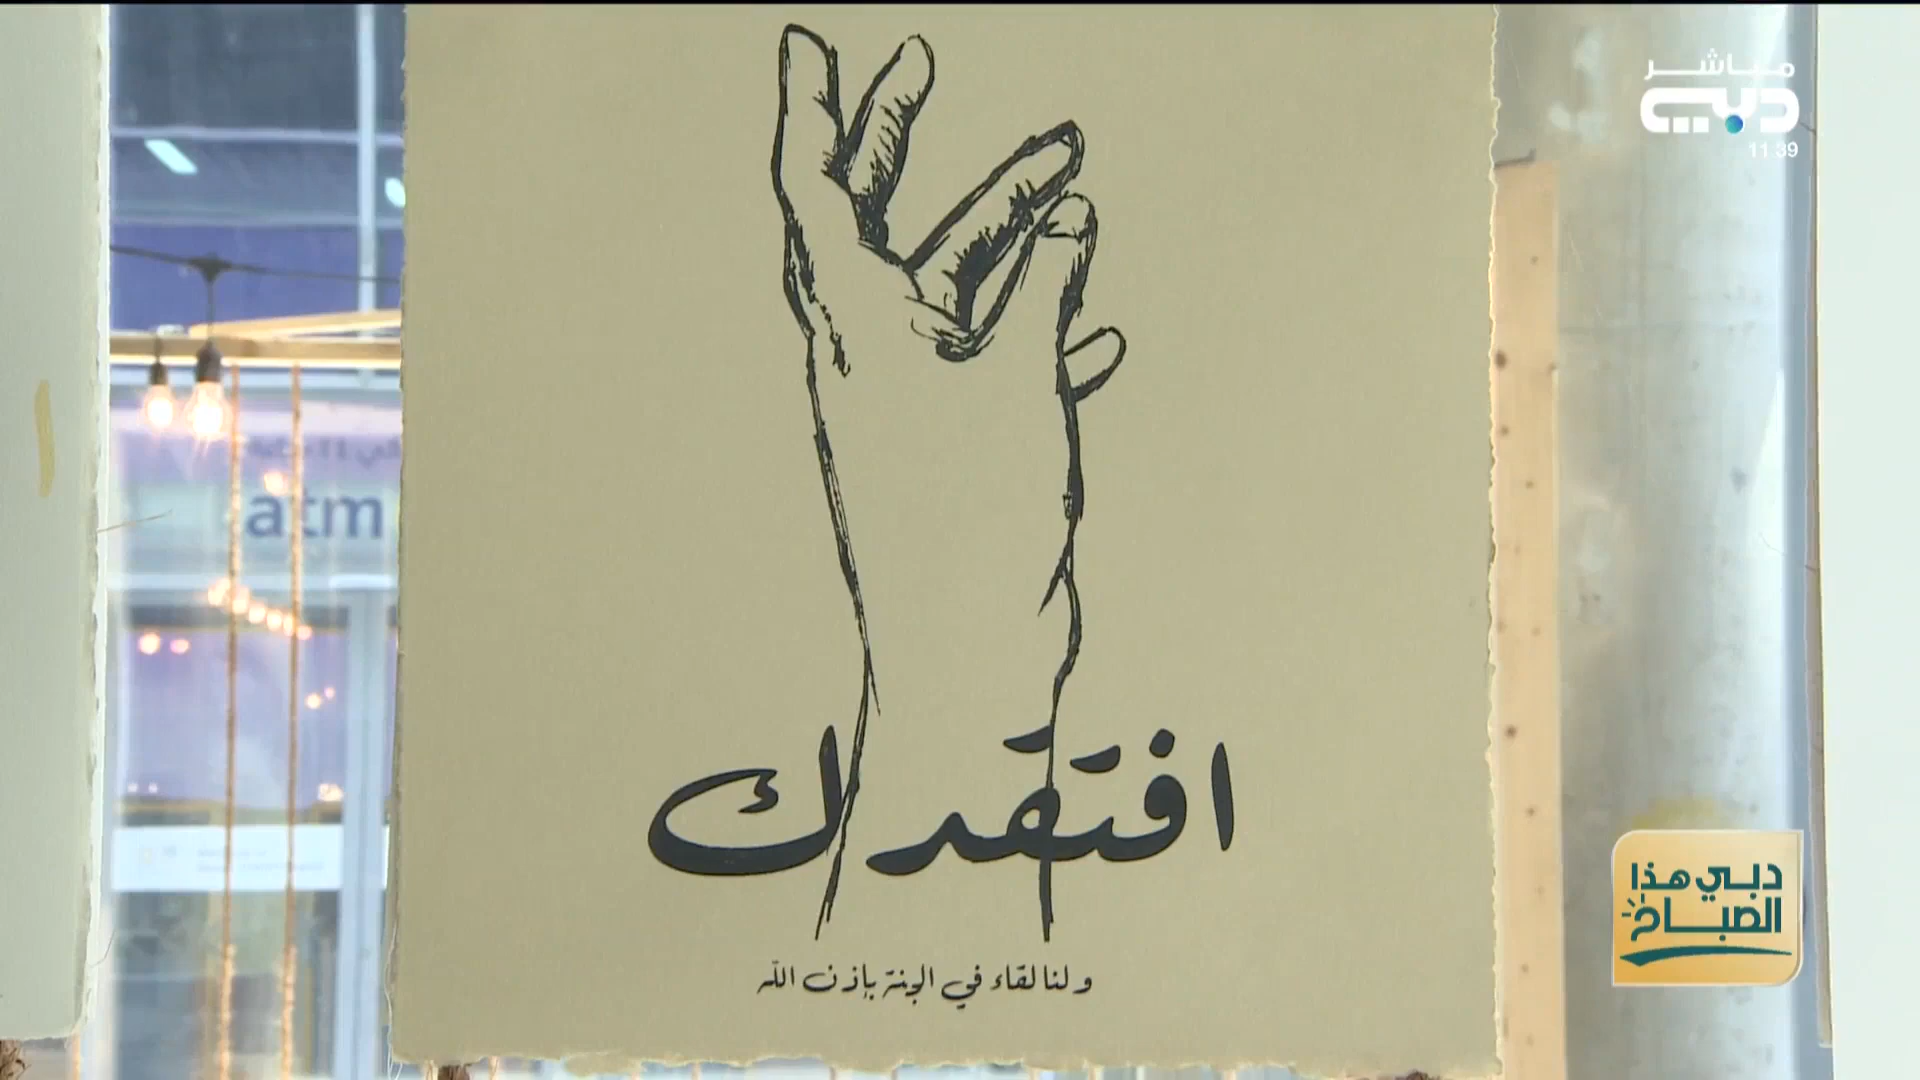 مباشر
دبي
11:39
atm
افتقدك
ولنا لقاء في الجنة بإذن الله
دبي هذا
الصباح